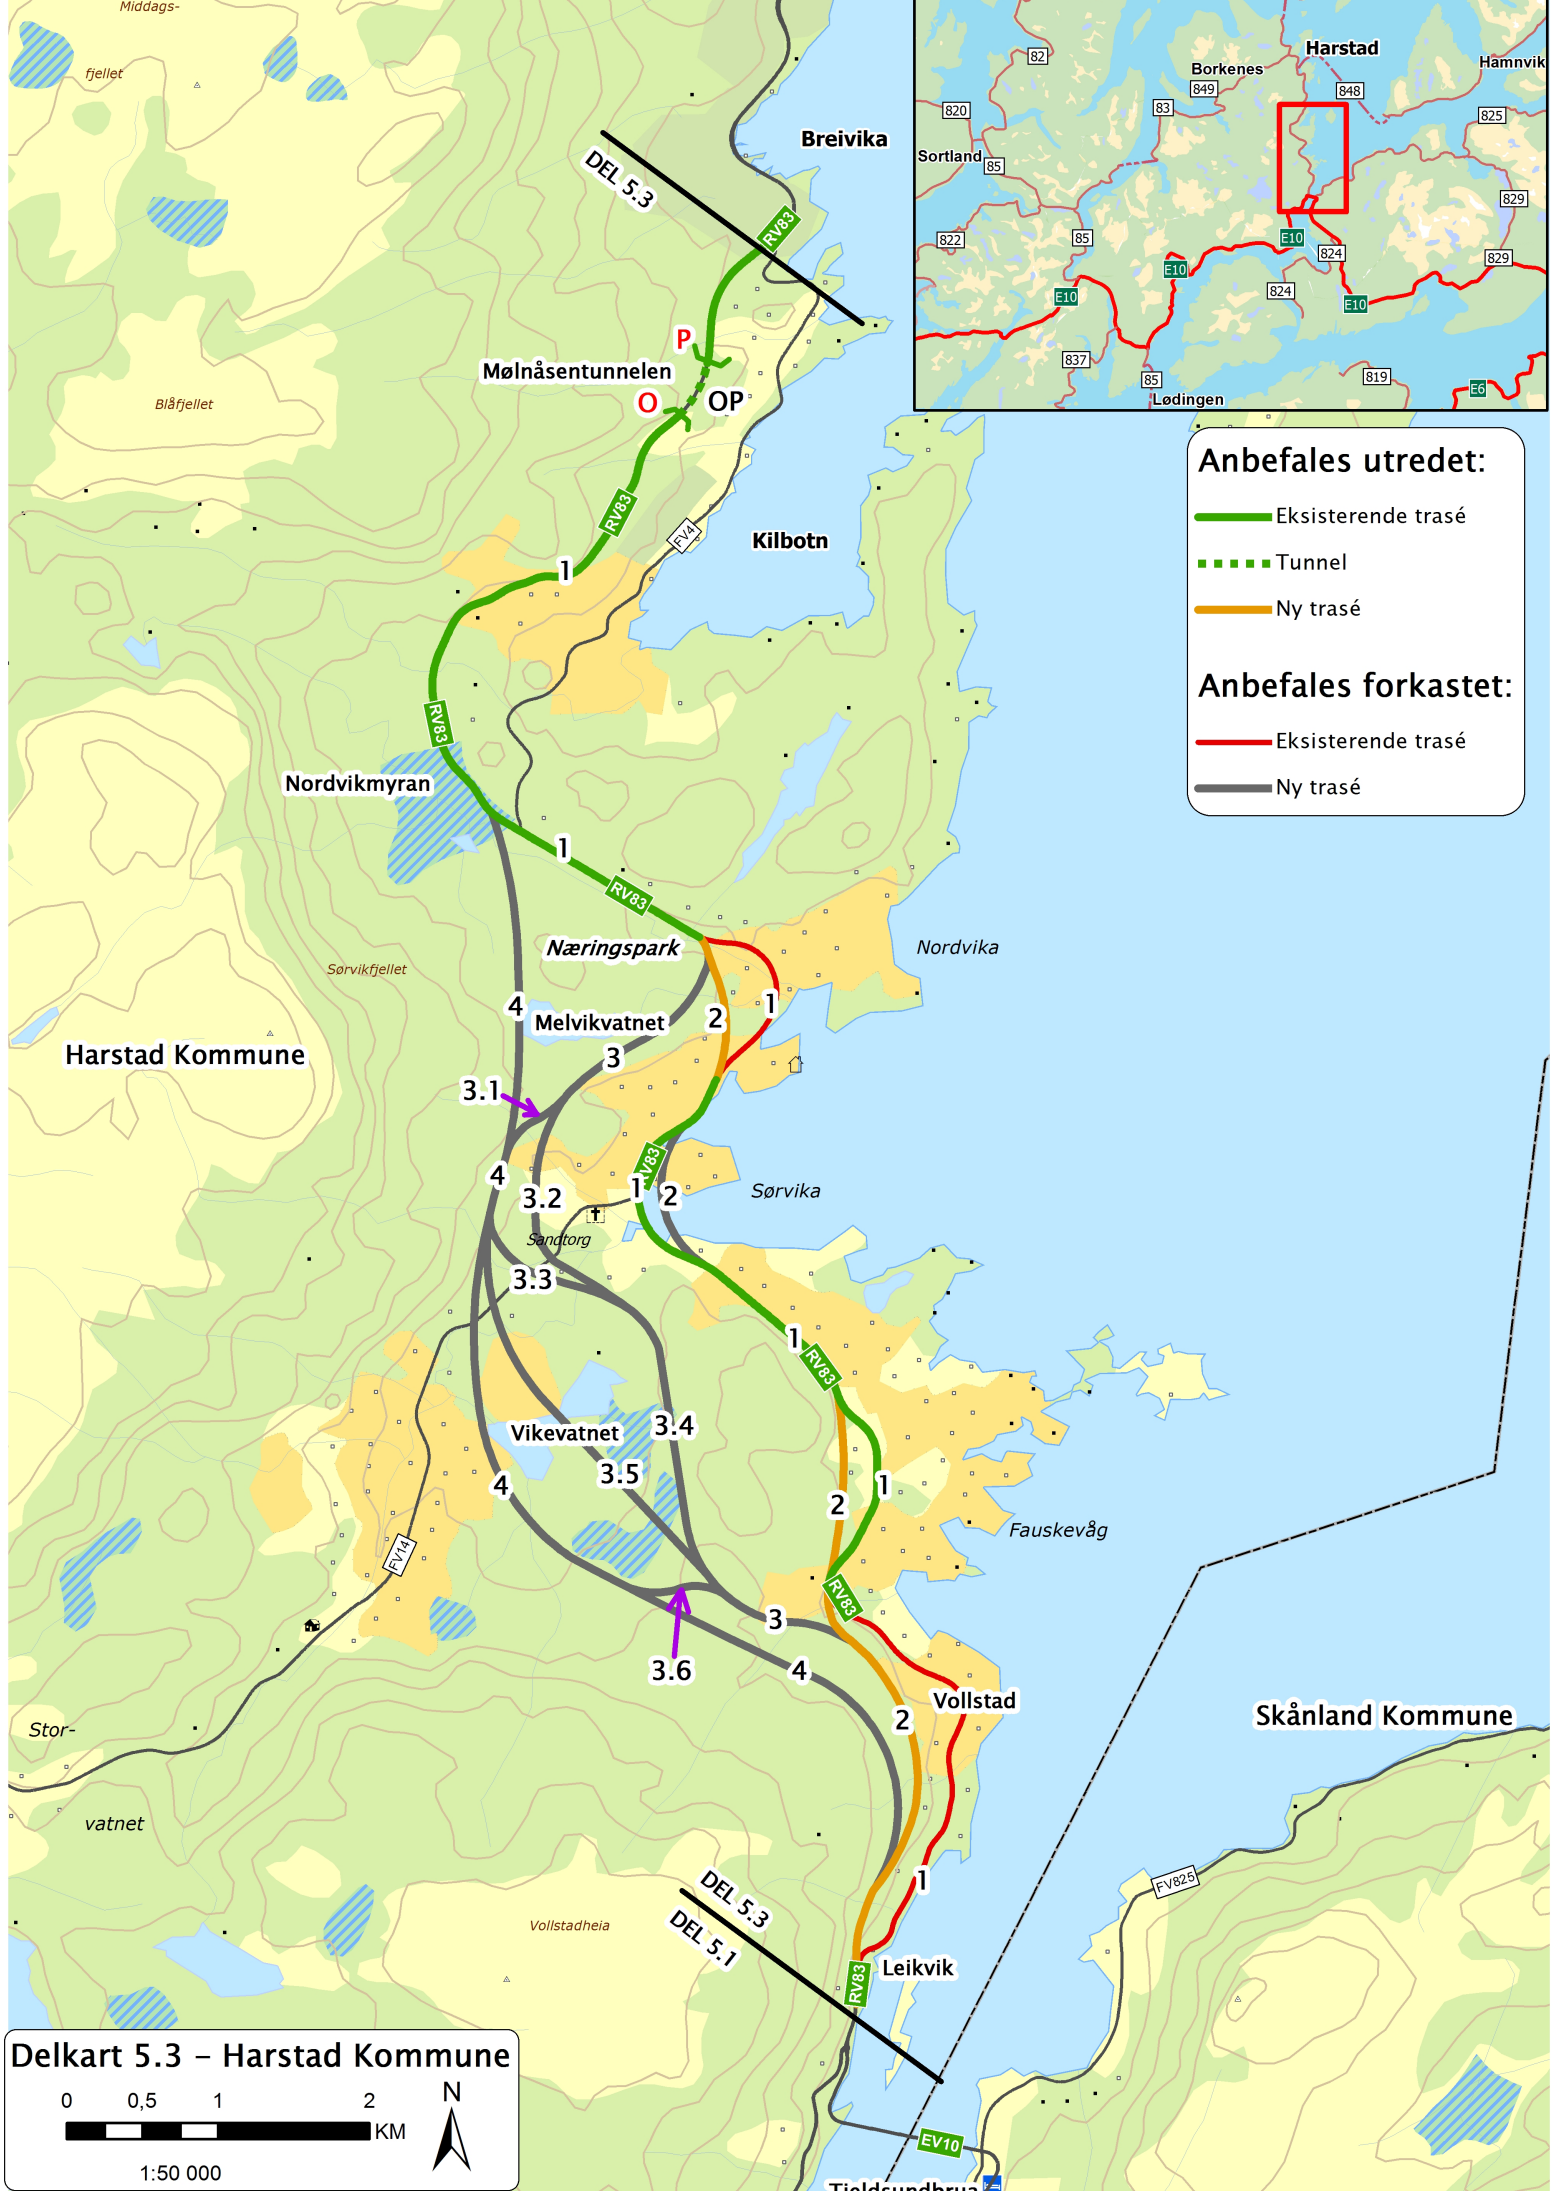 Middags-
fjellet
Breivika
DEL 5.3
RV83
P
Mølnåsentunnelen
O
OP
Blåfjellet
RV83
FV4
Kilbotn
1
RV83
Nordvikmyran
1
RV83
Næringspark
Nordvika
Sørvikfjellet
4
Melvikvatnet
2
1
3
Harstad Kommune
3.1
RV83
4
3.2
1
2
Sørvika
Sandtorg
3.3
1
RV83
Vikevatnet
3.4
3.5
4
2
1
Fauskevåg
FV14
RV83
3
3.6
4
Vollstad
2
Skånland Kommune
Stor-
vatnet
1
FV825
DEL 5.3
DEL 5.1
Vollstadheia
Leikvik
RV83
EV10
Tjeldsundbrua
Harstad
Hamnvik
Borkenes
82
849
848
820
83
825
Sortland
85
829
822
85
E10
824
829
E10
E10
824
E10
837
85
819
E6
Lødingen
Anbefales utredet:
Eksisterende trasé
Tunnel
Ny trasé
Anbefales forkastet:
Eksisterende trasé
Ny trasé
Delkart 5.3 – Harstad Kommune
0 0,5 1 2
KM
N
1:50 000